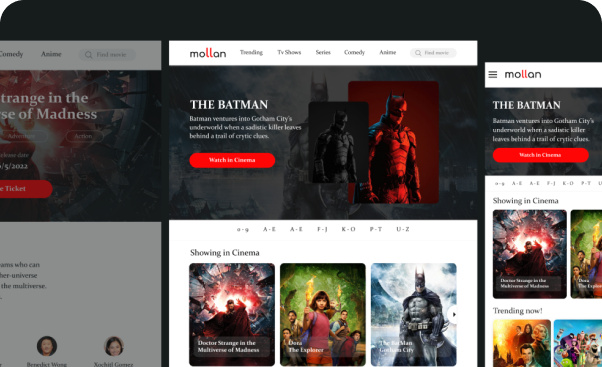 Comedy
Anime
Find movie
trange in the
rse of Madness
Adventure
Action
elease date
/5/2022
e Ticket
eams who can
her-universe
the multiverse.
Benedict Wong
Xochitl Gomez
mollan
Trending
Tv Shows
Series
Comedy
Anime
Find movie
THE BATMAN
Batman ventures into Gotham City's
underworld when a sadistic killer leaves
behind a trail of crytic clues.
Watch in Cinema
0-9 A-E A-E F-J K-O P-T U-Z
Showing in Cinema
Doctor Strange in the
Multiverse of Madness
Dora
The Explorer
The Batman
Gotham City
mollan
THE BATMAN
Batman ventures into Gotham City's
underworld when a sadistic killer
leaves behind a trail of crytic clues.
Watch in Cinema
0-9 A-E A-E F-J K-O P-T
Showing in Cinema
Doctor Strange in the
Multiverse of Madness
Dora
The Explor
Trending now!